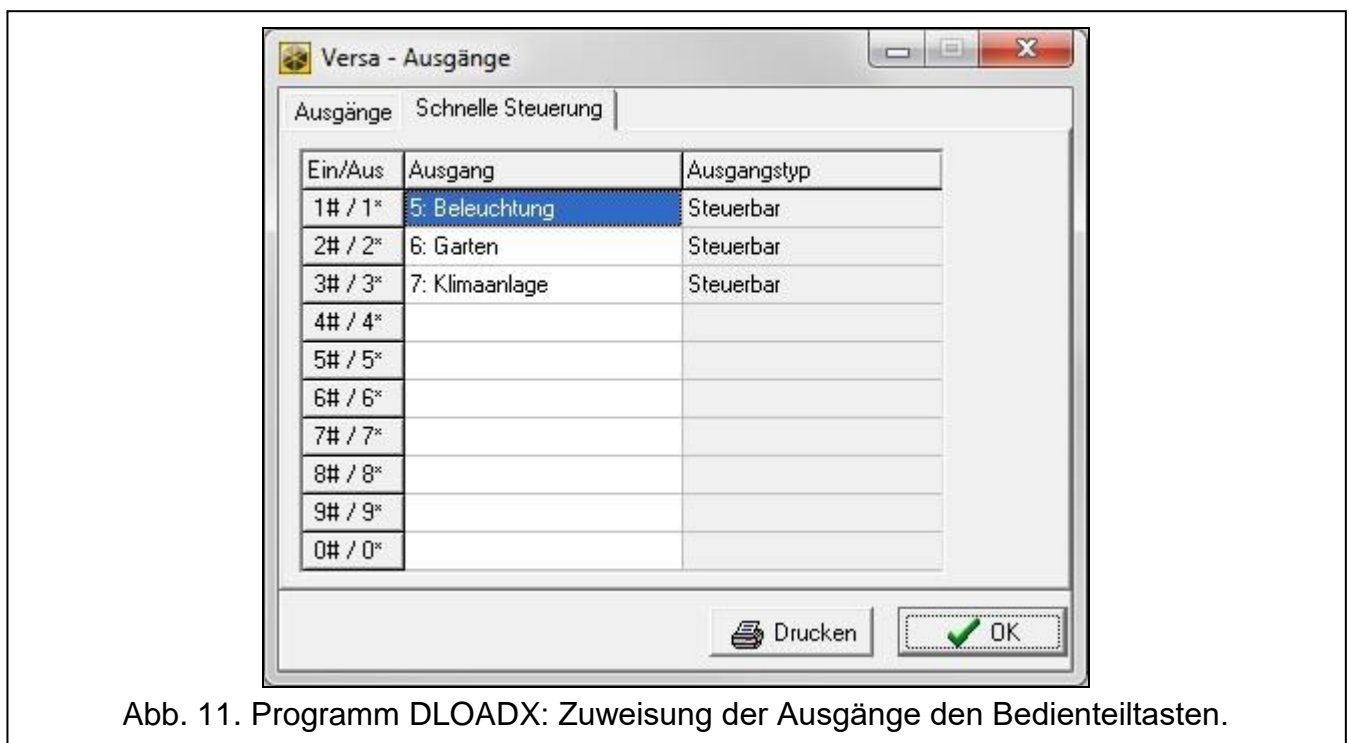 Versa - Ausgänge
Ausgänge Schnelle Steuerung
Ein/Aus Ausgang Ausgangstyp
1# / 1* 5: Beleuchtung Steuerbar
2# / 2* 6: Garten Steuerbar
3# / 3* 7: Klimaanlage Steuerbar
4# / 4*
5# / 5*
6# / 6*
7# / 7*
8# / 8*
9# / 9*
0# / 0*
Drucken OK
Abb. 11. Programm DLOADX: Zuweisung der Ausgänge den Bedienteiltasten.